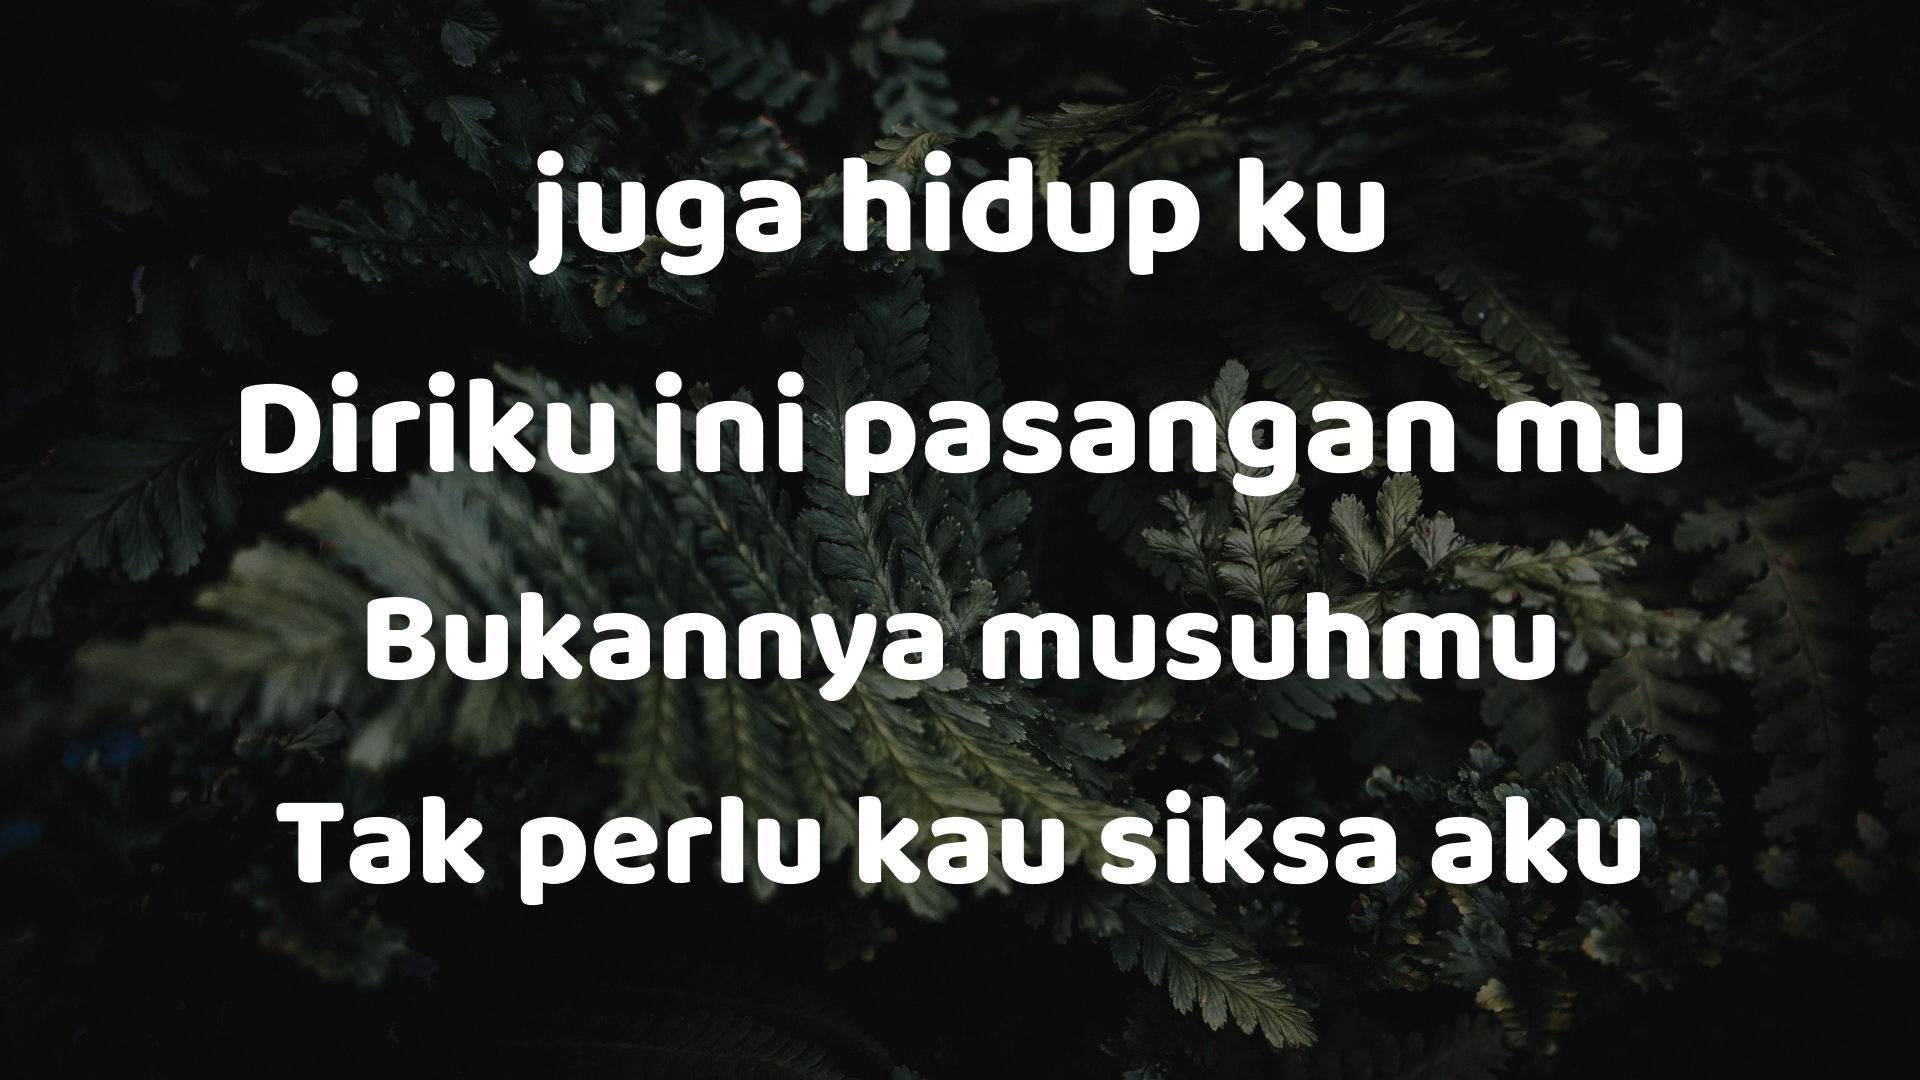 juga hidup ku
Diriku ini pasangan mu
Bukannya musuhmu
Tak perlu kau siksa aku